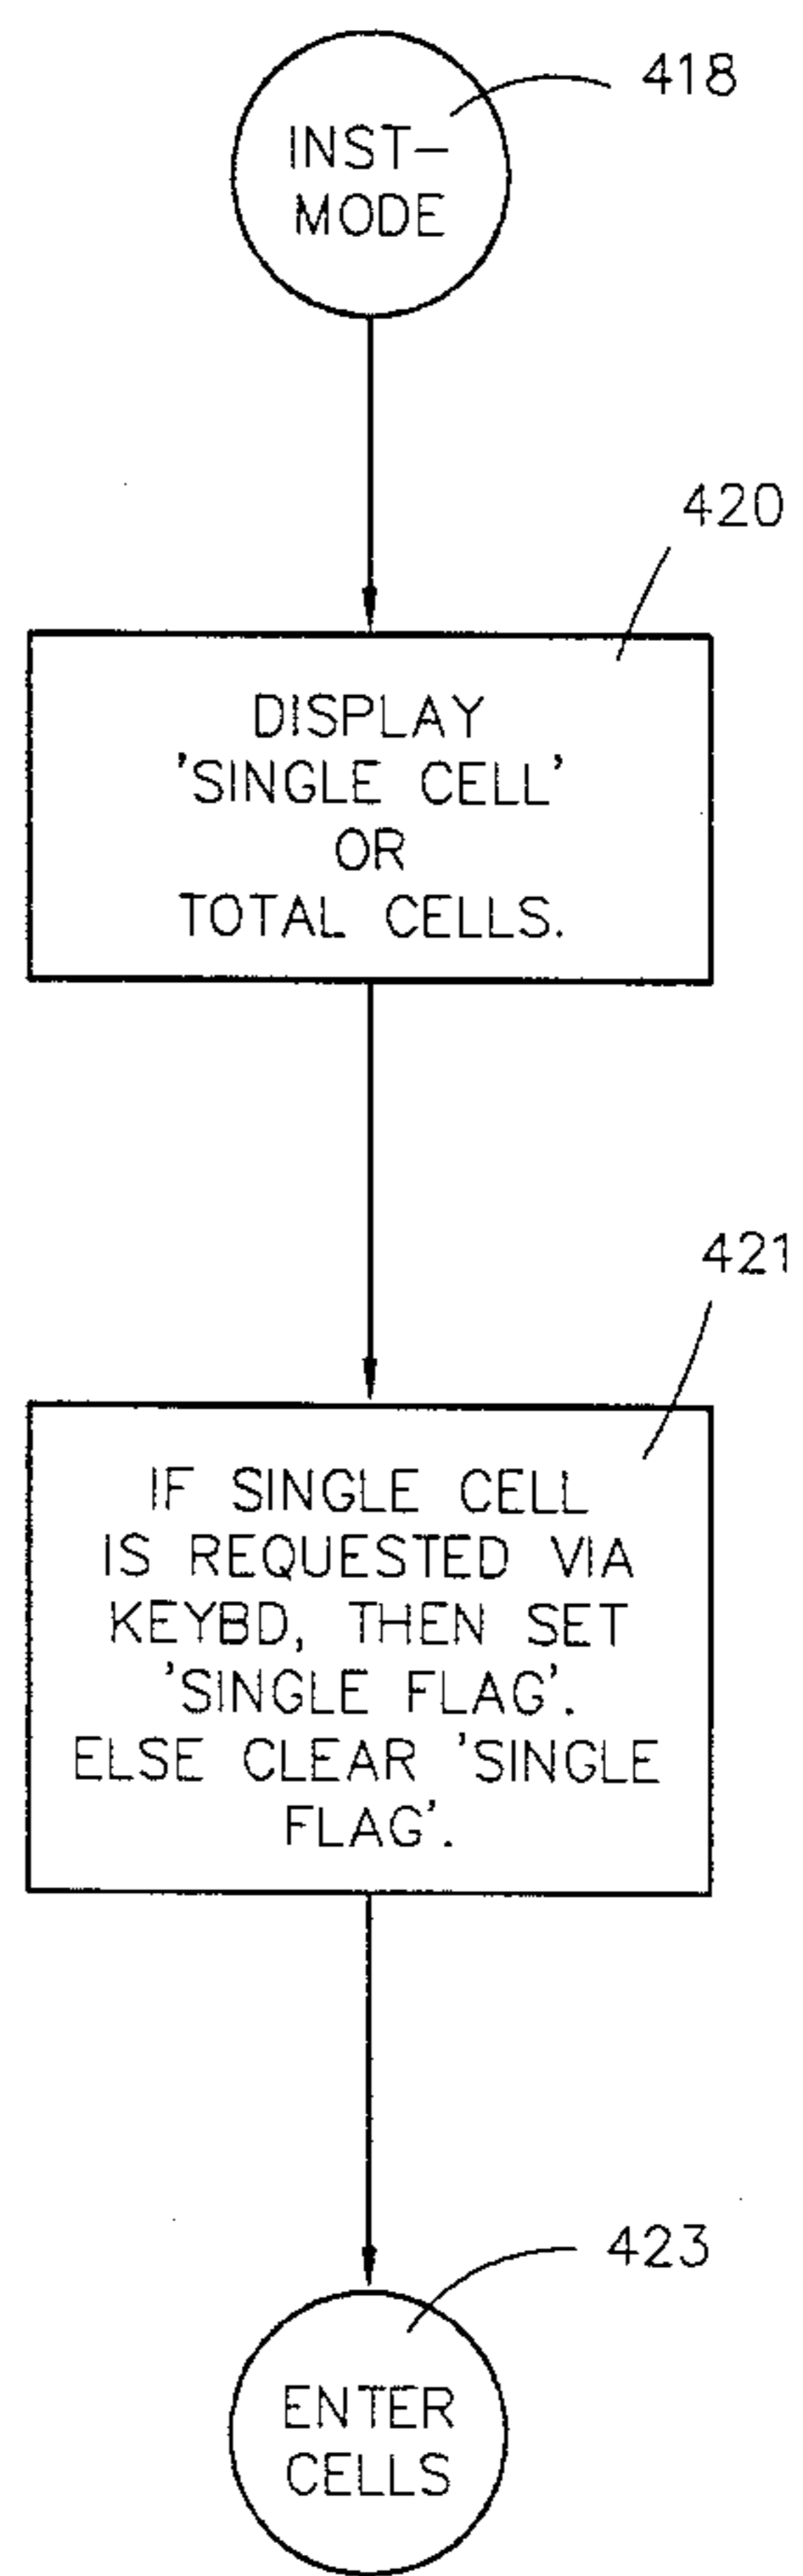 418
INST-
MODE
420
DISPLAY
'SINGLE CELL'
OR
TOTAL CELLS.
421
IF SINGLE CELL
IS REQUESTED VIA
KEYBD, THEN SET
'SINGLE FLAG'.
ELSE CLEAR 'SINGLE
FLAG'.
423
ENTER
CELLS